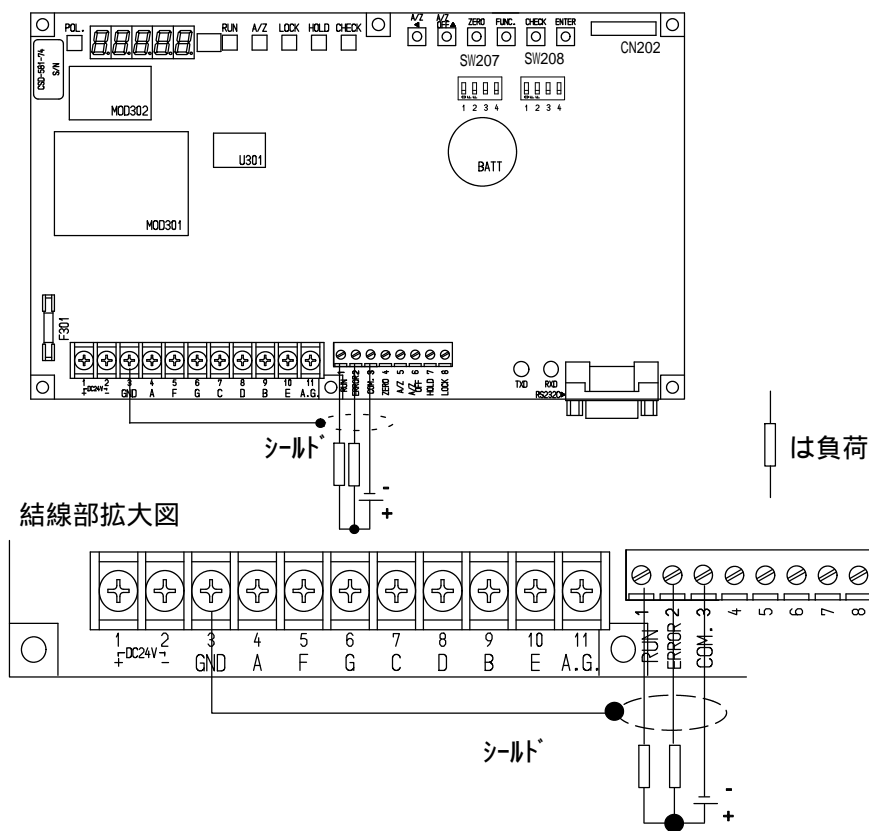 POL.
RUN A/Z LOCK HOLD CHECK
A/Z A/Z OFF ZERO FUNC. CHECK ENTER
CN202
SW207 SW208
1 2 3 4 1 2 3 4
CSD-581-74
S/N
MOD302
U301
BATT
MOD301
F301
1 2 3 4 5 6 7 8 9 10 11
+ DC24V - GND A F G C D B E A.G.
RUN 1
ERROR 2
COM. 3
ZERO 4
A/Z 5
A/Z OFF 6
HOLD 7
LOCK 8
TXD RXD
RS232C
シールド
は負荷
-
+
結線部拡大図
1 2 3 4 5 6 7 8 9 10 11
+ DC24V - GND A F G C D B E A.G.
RUN 1
ERROR 2
COM. 3
4
5
6
7
8
シールド
-
+